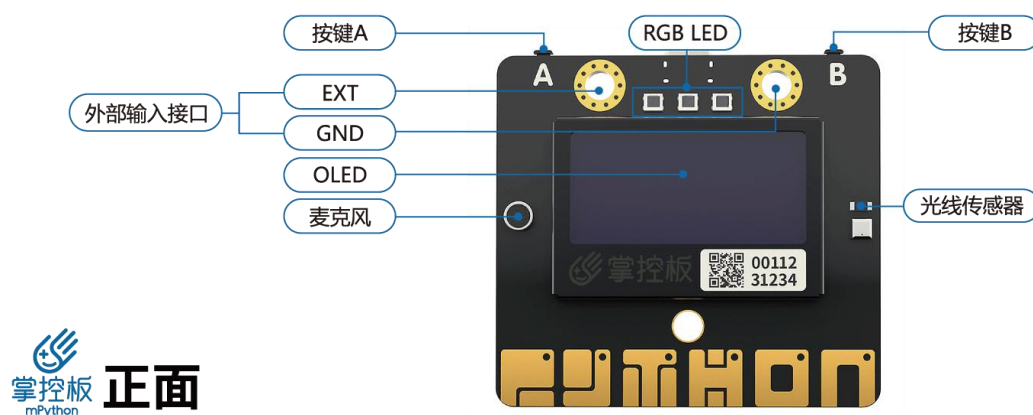 按键A
RGB LED
按键B
A
B
外部输入接口
EXT
GND
OLED
麦克风
光线传感器
掌控板
00112
31234
PYTHON
掌控板
mPython
正面